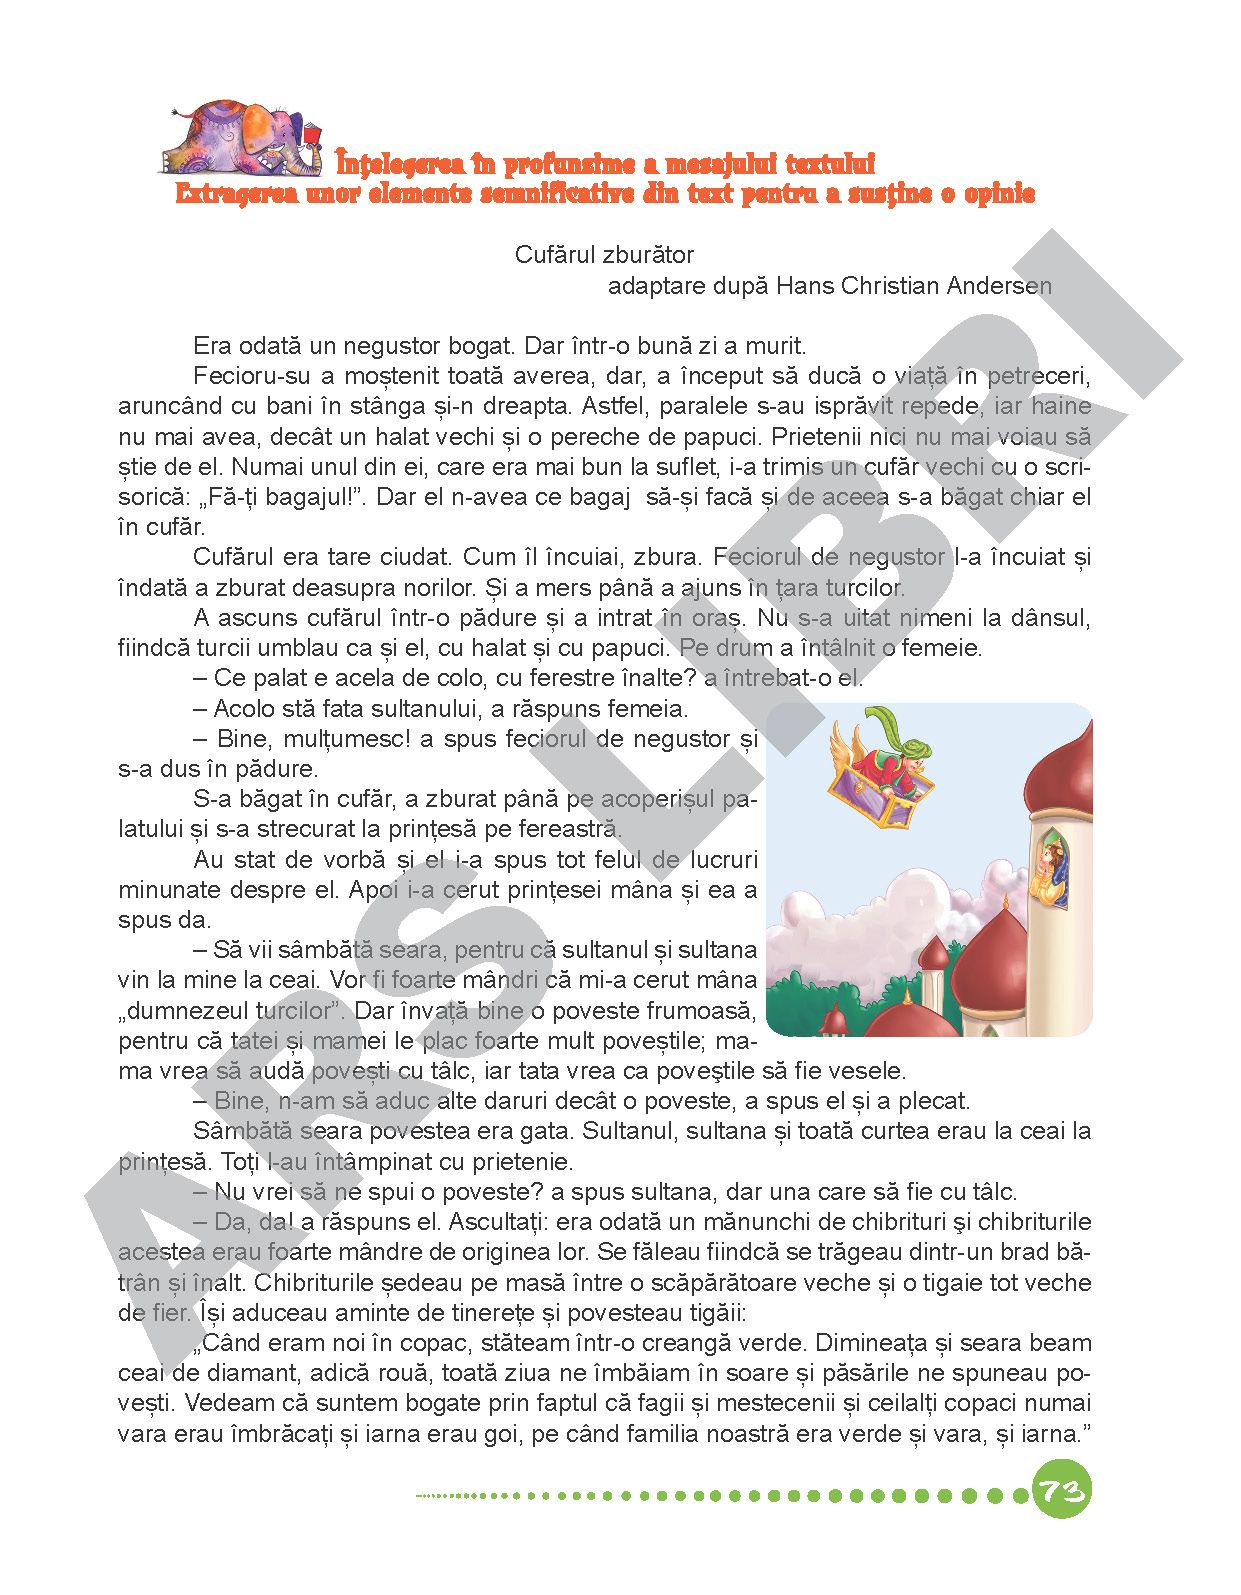 Înțelegerea în profunzime a mesajului textului
Extragerea unor elemente semnificative din text pentru a susține o opinie
Cufărul zburător
adaptare după Hans Christian Andersen
Era odată un negustor bogat. Dar într-o bună zi a murit.
Fecioru-su a moștenit toată averea, dar, a început să ducă o viață în petreceri,
aruncând cu bani în stânga și-n dreapta. Astfel, paralele s-au isprăvit repede, iar haine
nu mai avea, decât un halat vechi și o pereche de papuci. Prietenii nici nu mai voiau să
știe de el. Numai unul din ei, care era mai bun la suflet, i-a trimis un cufăr vechi cu o scri-
sorică: „Fă-ți bagajul!”. Dar el n-avea ce bagaj  să-și facă și de aceea s-a băgat chiar el
în cufăr.
Cufărul era tare ciudat. Cum îl încuiai, zbura. Feciorul de negustor l-a încuiat și
îndată a zburat deasupra norilor. Și a mers până a ajuns în țara turcilor.
A ascuns cufărul într-o pădure și a intrat în oraș. Nu s-a uitat nimeni la dânsul,
fiindcă turcii umblau ca și el, cu halat și cu papuci. Pe drum a întâlnit o femeie.
– Ce palat e acela de colo, cu ferestre înalte? a întrebat-o el.
– Acolo stă fata sultanului, a răspuns femeia.
– Bine, mulțumesc! a spus feciorul de negustor și
s-a dus în pădure.
S-a băgat în cufăr, a zburat până pe acoperișul pa-
latului și s-a strecurat la prințesă pe fereastră.
Au stat de vorbă și el i-a spus tot felul de lucruri
minunate despre el. Apoi i-a cerut prințesei mâna și ea a
spus da.
– Să vii sâmbătă seara, pentru că sultanul și sultana
vin la mine la ceai. Vor fi foarte mândri că mi-a cerut mâna
„dumnezeul turcilor”. Dar învață bine o poveste frumoasă,
pentru că tatei și mamei le plac foarte mult poveștile; ma-
ma vrea să audă povești cu tâlc, iar tata vrea ca poveştile să fie vesele.
– Bine, n-am să aduc alte daruri decât o poveste, a spus el și a plecat.
Sâmbătă seara povestea era gata. Sultanul, sultana și toată curtea erau la ceai la
prințesă. Toți l-au întâmpinat cu prietenie.
– Nu vrei să ne spui o poveste? a spus sultana, dar una care să fie cu tâlc.
– Da, da! a răspuns el. Ascultați: era odată un mănunchi de chibrituri şi chibriturile
acestea erau foarte mândre de originea lor. Se făleau fiindcă se trăgeau dintr-un brad bă-
trân și înalt. Chibriturile ședeau pe masă între o scăpărătoare veche și o tigaie tot veche
de fier. Își aduceau aminte de tinerețe și povesteau tigăii:
„Când eram noi în copac, stăteam într-o creangă verde. Dimineața și seara beam
ceai de diamant, adică rouă, toată ziua ne îmbăiam în soare și păsările ne spuneau po-
vești. Vedeam că suntem bogate prin faptul că fagii și mestecenii și ceilalți copaci numai
vara erau îmbrăcați și iarna erau goi, pe când familia noastră era verde și vara, și iarna.”
73
ARS LIBRI